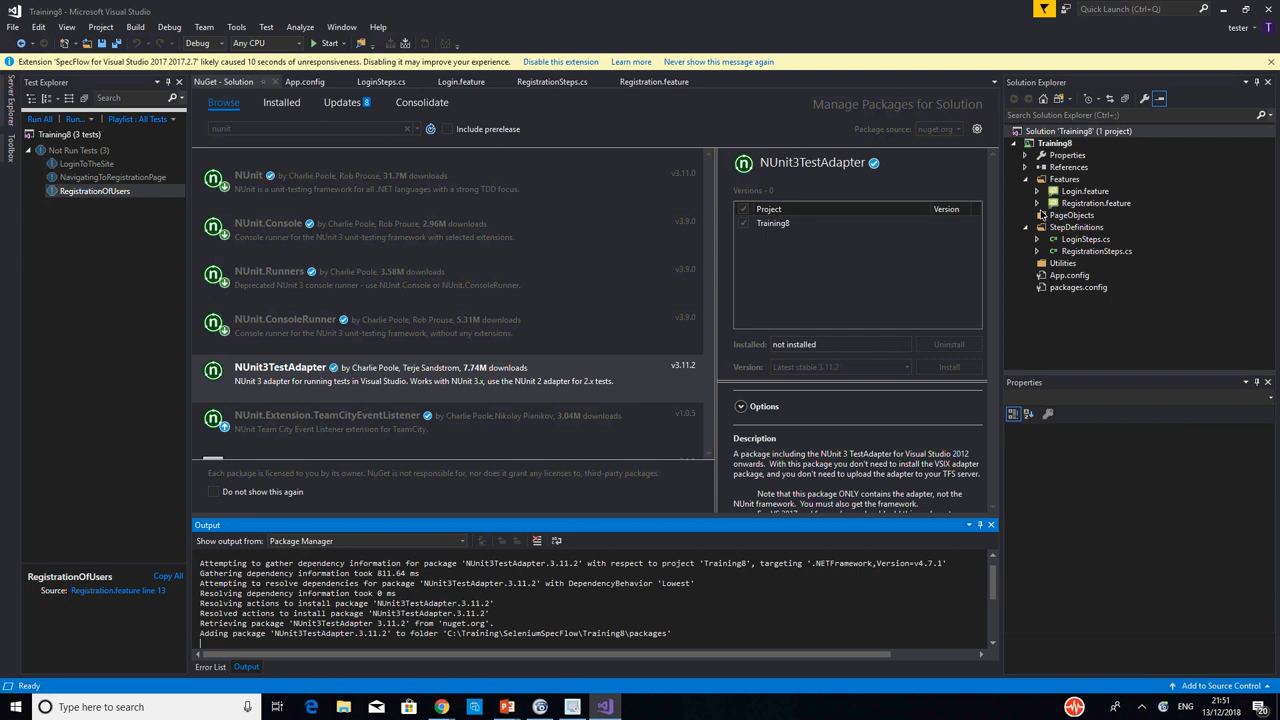 Training8 - Microsoft Visual Studio
Quick Launch (Ctrl+Q)
File Edit View Project Build Debug Team Tools Test Analyze Window Help
tester T
Debug Any CPU Start
Extension 'SpecFlow for Visual Studio 2017 2017.2.7' likely caused 10 seconds of unresponsiveness. Disabling it may improve your experience. Disable this extension Learn more Never show this message again
Server Explorer
Toolbox
Test Explorer
Search
Run All Run... Playlist : All Tests
Training8 (3 tests)
Not Run Tests (3)
LoginToTheSite
NavigatingToRegistrationPage
RegistrationOfUsers
RegistrationOfUsers Copy All
Source: Registration.feature line 13
NuGet - Solution App.config LoginSteps.cs Login.feature RegistrationSteps.cs Registration.feature
Browse Installed Updates 8 Consolidate
Manage Packages for Solution
nunit
Include prerelease
Package source: nuget.org
NUnit by Charlie Poole, Rob Prouse, 31.7M downloads v3.11.0
NUnit is a unit-testing framework for all .NET languages with a strong TDD focus.
NUnit.Console by Charlie Poole, Rob Prouse, 2.96M downloads v3.9.0
Console runner for the NUnit 3 unit-testing framework with selected extensions.
NUnit.Runners by Charlie Poole, Rob Prouse, 3.58M downloads v3.9.0
Deprecated NUnit 3 console runner - use NUnit.Console or NUnit.ConsoleRunner.
NUnit.ConsoleRunner by Charlie Poole, Rob Prouse, 5.31M downloads v3.9.0
Console runner for the NUnit 3 unit-testing framework, without any extensions.
NUnit3TestAdapter by Charlie Poole, Terje Sandstrom, 7.74M downloads v3.11.2
NUnit 3 adapter for running tests in Visual Studio. Works with NUnit 3.x, use the NUnit 2 adapter for 2.x tests.
NUnit.Extension.TeamCityEventListener by Charlie Poole, Nikolay Pianikov, 3.04M downloads v1.0.5
NUnit Team City Event Listener extension for TeamCity.
Each package is licensed to you by its owner. NuGet is not responsible for, nor does it grant any licenses to, third-party packages.
Do not show this again
NUnit3TestAdapter
Versions - 0
Project Version
Training8
Installed: not installed Uninstall
Version: Latest stable 3.11.2 Install
Options
Description
A package including the NUnit 3 TestAdapter for Visual Studio 2012
onwards. With this package you don't need to install the VSIX adapter
package, and you don't need to upload the adapter to your TFS server.
Note that this package ONLY contains the adapter, not the
NUnit framework. You must also get the framework.
Output
Show output from: Package Manager
Attempting to gather dependency information for package 'NUnit3TestAdapter.3.11.2' with respect to project 'Training8', targeting '.NETFramework,Version=v4.7.1'
Gathering dependency information took 811.64 ms
Attempting to resolve dependencies for package 'NUnit3TestAdapter.3.11.2' with DependencyBehavior 'Lowest'
Resolving dependency information took 0 ms
Resolving actions to install package 'NUnit3TestAdapter.3.11.2'
Resolved actions to install package 'NUnit3TestAdapter.3.11.2'
Retrieving package 'NUnit3TestAdapter 3.11.2' from 'nuget.org'.
Adding package 'NUnit3TestAdapter.3.11.2' to folder 'C:\Training\SeleniumSpecFlow\Training8\packages'
Error List Output
Solution Explorer
Search Solution Explorer (Ctrl+;)
Solution 'Training8' (1 project)
Training8
Properties
References
Features
Login.feature
Registration.feature
PageObjects
StepDefinitions
LoginSteps.cs
RegistrationSteps.cs
Utilities
App.config
packages.config
Properties
Ready
Add to Source Control
Type here to search
ENG
21:51
13/12/2018
20